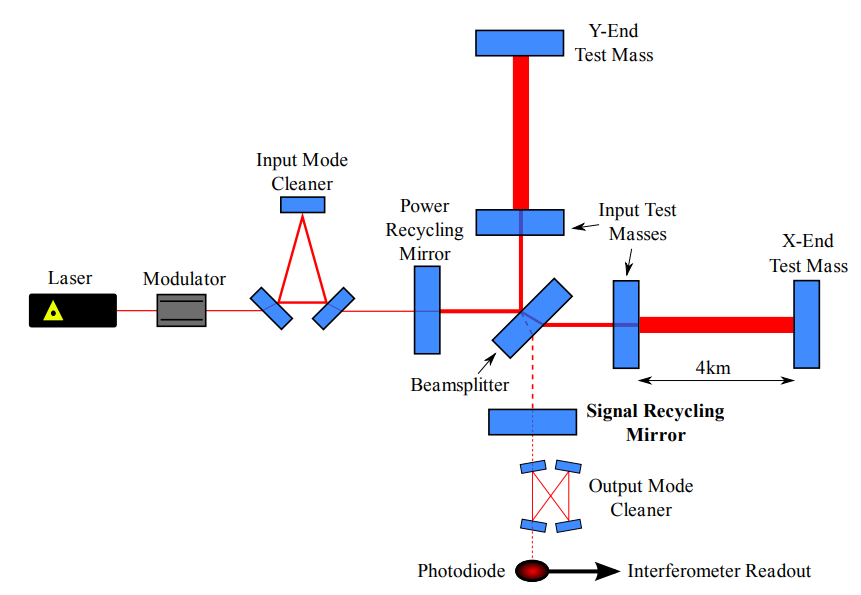 Y-End
Test Mass
Input Mode
Cleaner
Power
Recycling
Mirror
Input Test
Masses
X-End
Test Mass
Laser
Modulator
4km
Beamsplitter
Signal Recycling
Mirror
Output Mode
Cleaner
Photodiode
Interferometer Readout